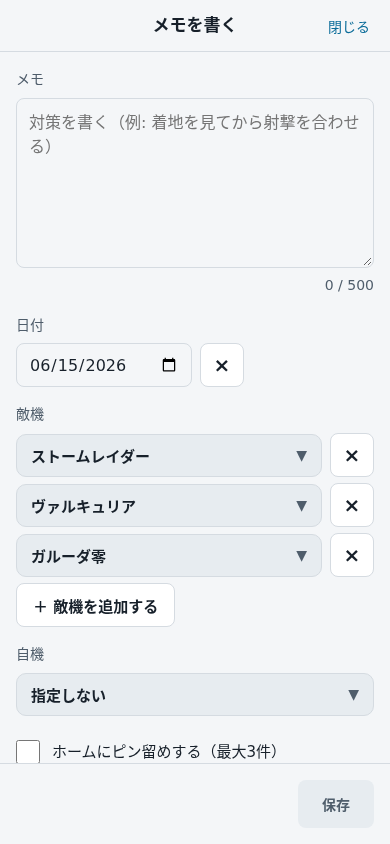 メモを書く
閉じる
メモ
対策を書く（例: 着地を見てから射撃を合わせ
る）
0 / 500
日付
06/15/2026
×
敵機
ストームレイダー ▼ ×
ヴァルキュリア ▼ ×
ガルーダ零 ▼ ×
＋ 敵機を追加する
自機
指定しない ▼
ホームにピン留めする（最大3件）
保存